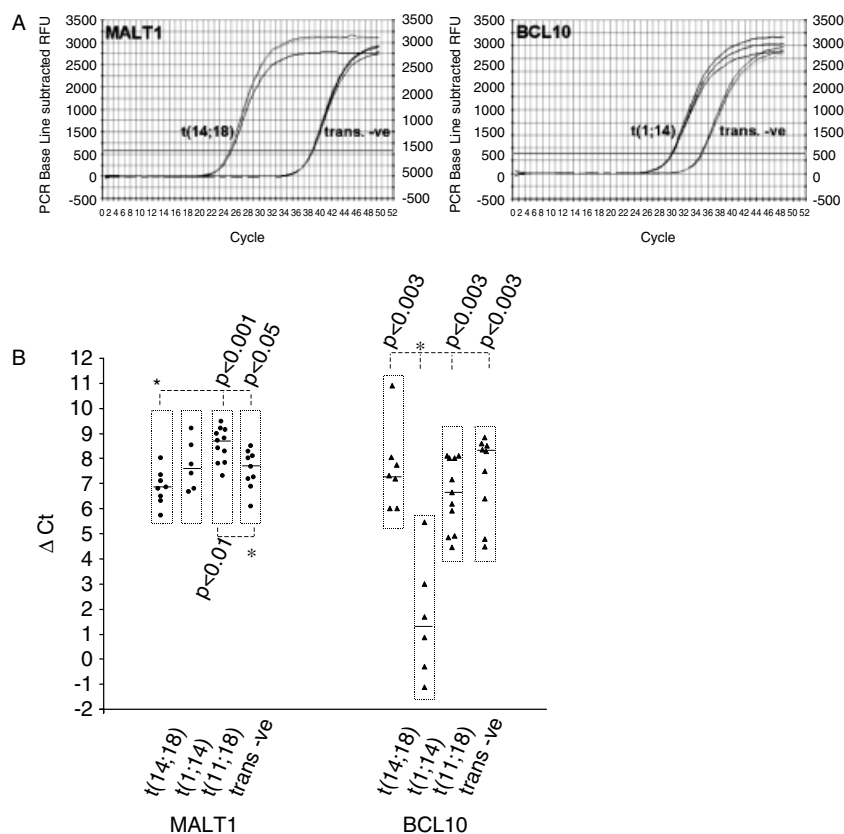 A
MALT1
PCR Base Line subtracted RFU
3500
3000
2500
2000
1500
1000
1500
500
0
-500
t(14;18)
trans. -ve
3500
3000
2500
2000
1000
1500
5000
0
-500
0 2 4 6 8 10 12 14 16 18 20 22 24 26 28 30 32 34 36 38 40 42 44 46 48 50 52
Cycle
BCL10
PCR Base Line subtracted RFU
3500
3000
2500
2000
1500
1000
1500
500
0
-500
t(1;14)
trans. -ve
3500
3000
2500
2000
1500
1000
1500
500
0
-500
0 2 4 6 8 10 12 14 16 18 20 22 24 26 28 30 32 34 36 38 40 42 44 46 48 50 52
Cycle
B
Δ Ct
12
11
10
9
8
7
6
5
4
3
2
1
0
-1
-2
*
p<0.001
p<0.05
p<0.01
*
p<0.003
*
p<0.003
p<0.003
t(14;18)
t(1;14)
t(11;18)
trans -ve
MALT1
t(14;18)
t(1;14)
t(11;18)
trans -ve
BCL10